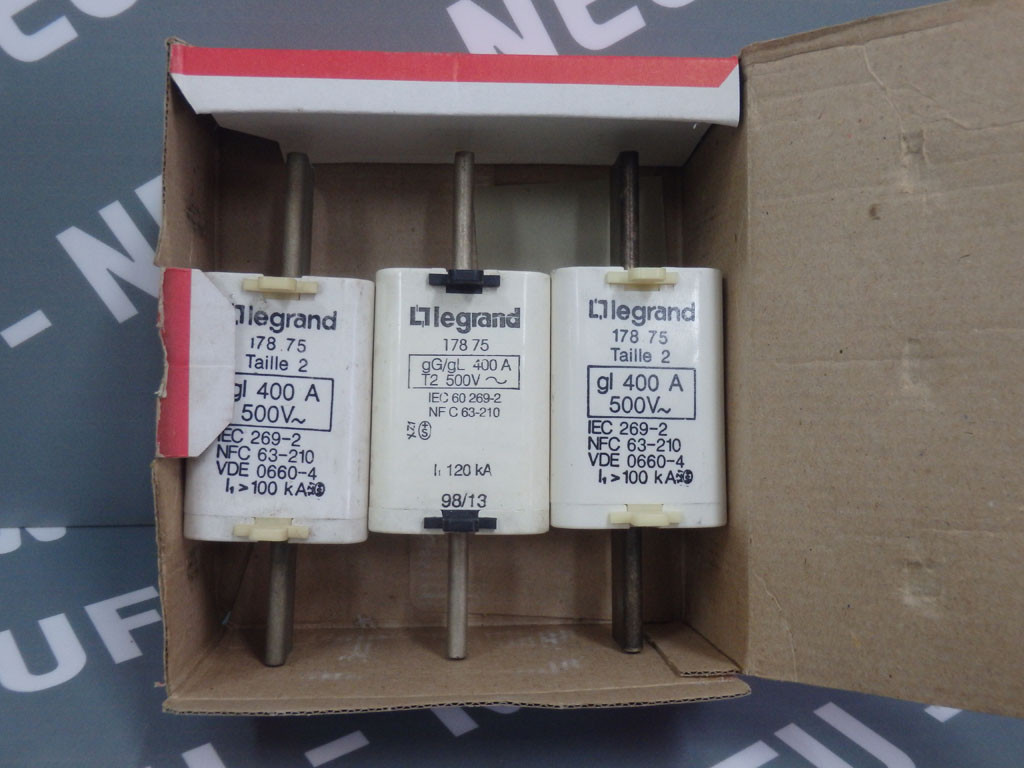 legrand
178 75
Taille 2
gl 400 A
500V~
IEC 269-2
NFC 63-210
VDE 0660-4
I₁ > 100 kA
legrand
178 75
gG/gL 400 A
T2 500V ~
IEC 60 269-2
NF C 63-210
I₁ 120 kA
98/13
legrand
178 75
Taille 2
gl 400 A
500V~
IEC 269-2
NFC 63-210
VDE 0660-4
I₁ > 100 kA